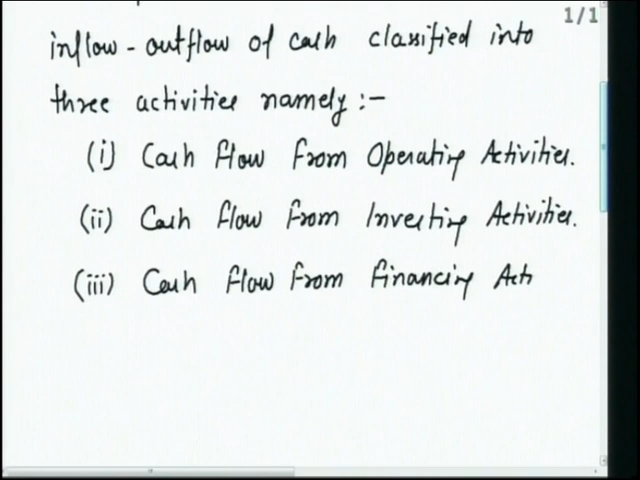 1/1
inflow - outflow of cash classified into
three activities namely :-
(i) Cash flow from Operating Activities.
(ii) Cash flow from Investing Activities.
(iii) Cash flow from financing Acti